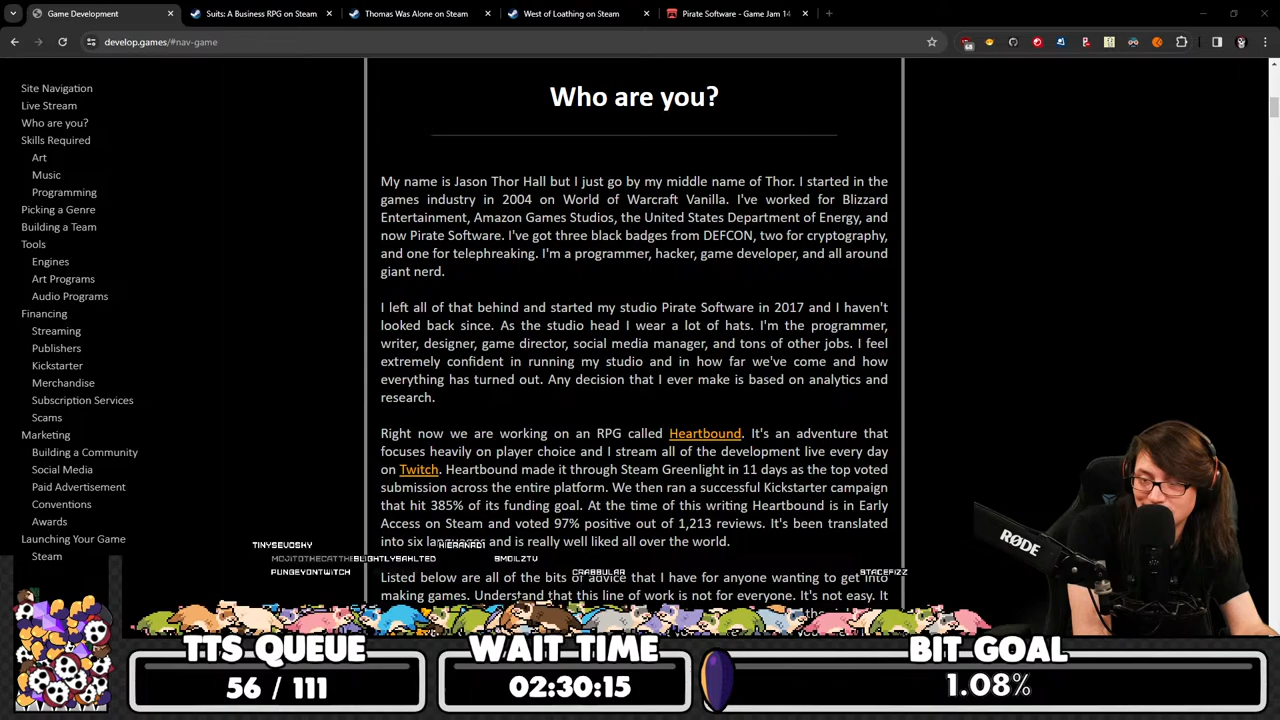 Game Development
Suits: A Business RPG on Steam
Thomas Was Alone on Steam
West of Loathing on Steam
Pirate Software - Game Jam 14
develop.games/#nav-game
Site Navigation
Live Stream
Who are you?
Skills Required
Art
Music
Programming
Picking a Genre
Building a Team
Tools
Engines
Art Programs
Audio Programs
Financing
Streaming
Publishers
Kickstarter
Merchandise
Subscription Services
Scams
Marketing
Building a Community
Social Media
Paid Advertisement
Conventions
Awards
Launching Your Game
Steam
Who are you?
My name is Jason Thor Hall but I just go by my middle name of Thor. I started in the
games industry in 2004 on World of Warcraft Vanilla. I've worked for Blizzard
Entertainment, Amazon Games Studios, the United States Department of Energy, and
now Pirate Software. I've got three black badges from DEFCON, two for cryptography,
and one for telephreaking. I'm a programmer, hacker, game developer, and all around
giant nerd.
I left all of that behind and started my studio Pirate Software in 2017 and I haven't
looked back since. As the studio head I wear a lot of hats. I'm the programmer,
writer, designer, game director, social media manager, and tons of other jobs. I feel
extremely confident in running my studio and in how far we've come and how
everything has turned out. Any decision that I ever make is based on analytics and
research.
Right now we are working on an RPG called Heartbound. It's an adventure that
focuses heavily on player choice and I stream all of the development live every day
on Twitch. Heartbound made it through Steam Greenlight in 11 days as the top voted
submission across the entire platform. We then ran a successful Kickstarter campaign
that hit 385% of its funding goal. At the time of this writing Heartbound is in Early
Access on Steam and voted 97% positive out of 1,213 reviews. It's been translated
into six languages and is really well liked all over the world.
Listed below are all of the bits of advice that I have for anyone wanting to get into
making games. Understand that this line of work is not for everyone. It's not easy. It
TINYSEVOSKY
SLIGHTLYSAHLTED
SMOILZTV
PUNGEYONTWITCH
CRABBULAR
STACEFIZZ
RØDE
TTS QUEUE
56 / 111
WAIT TIME
02:30:15
BIT GOAL
1.08%